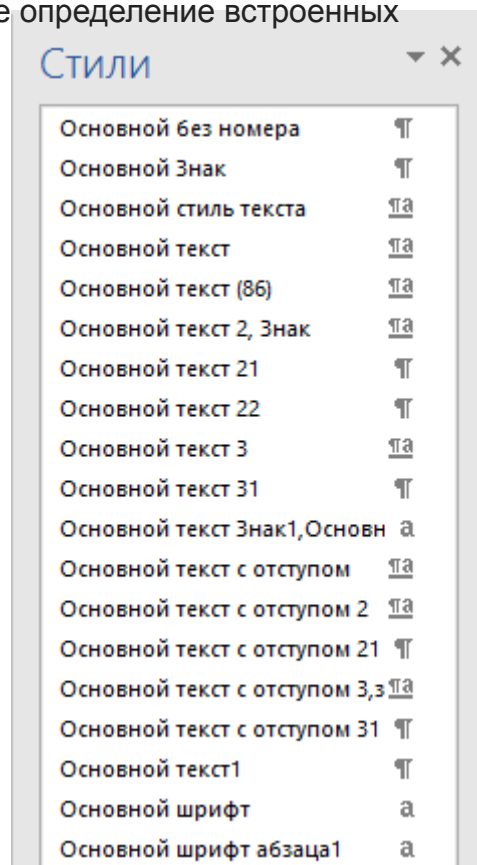 е определение встроенных
Стили
Основной без номера ¶
Основной Знак ¶
Основной стиль текста ¶a
Основной текст ¶a
Основной текст (86) ¶a
Основной текст 2, Знак ¶a
Основной текст 21 ¶
Основной текст 22 ¶
Основной текст 3 ¶a
Основной текст 31 ¶
Основной текст Знак1,Основн a
Основной текст с отступом ¶a
Основной текст с отступом 2 ¶a
Основной текст с отступом 21 ¶
Основной текст с отступом 3,з ¶a
Основной текст с отступом 31 ¶
Основной текст1 ¶
Основной шрифт a
Основной шрифт абзаца1 a